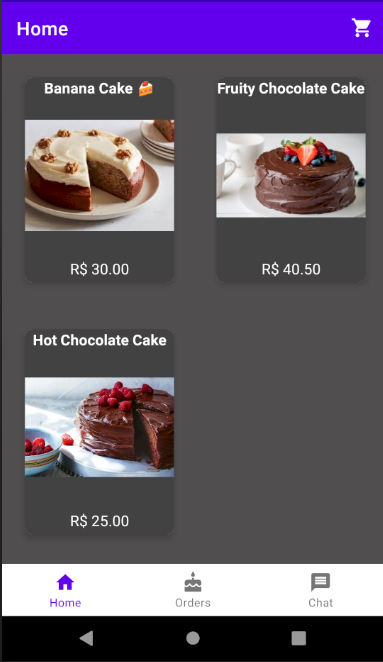 Home
Banana Cake 🍰
Fruity Chocolate Cake
R$ 30.00
R$ 40.50
Hot Chocolate Cake
R$ 25.00
Home
Orders
Chat